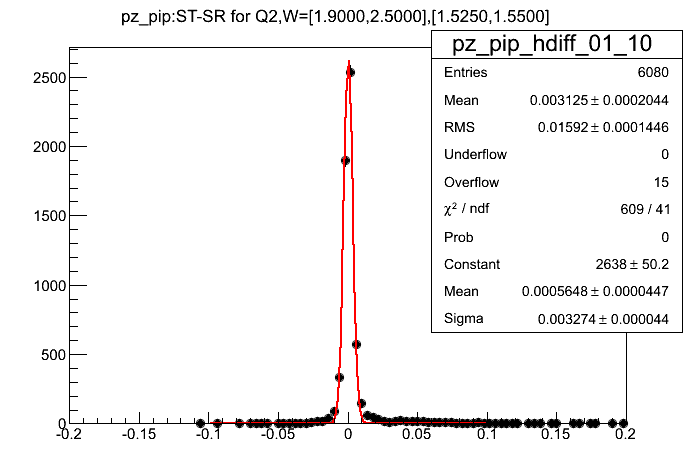 pz_pip:ST-SR for Q2,W=[1.9000,2.5000],[1.5250,1.5500]
pz_pip_hdiff_01_10
Entries 6080
Mean 0.003125 ± 0.0002044
RMS 0.01592 ± 0.0001446
Underflow 0
Overflow 15
χ² / ndf 609 / 41
Prob 0
Constant 2638 ± 50.2
Mean 0.0005648 ± 0.0000447
Sigma 0.003274 ± 0.000044
2500
2000
1500
1000
500
0
-0.2 -0.15 -0.1 -0.05 0 0.05 0.1 0.15 0.2